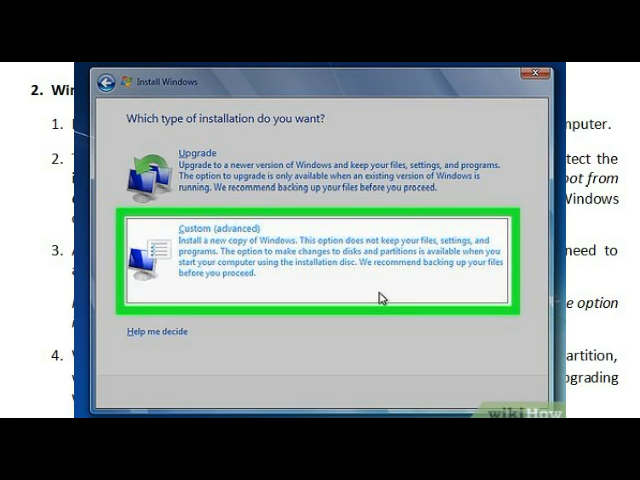 Install Windows
2. Wi
Which type of installation do you want?
1.
mputer.
Upgrade
Upgrade to a newer version of Windows and keep your files, settings, and programs.
The option to upgrade is only available when an existing version of Windows is
running. We recommend backing up your files before you proceed.
2.
tect the
oot from
Windows
Custom (advanced)
Install a new copy of Windows. This option does not keep your files, settings, and
programs. The option to make changes to disks and partitions is available when you
start your computer using the installation disc. We recommend backing up your files
before you proceed.
3.
need to
e option
Help me decide
4.
artition,
pgrading
wikiHow